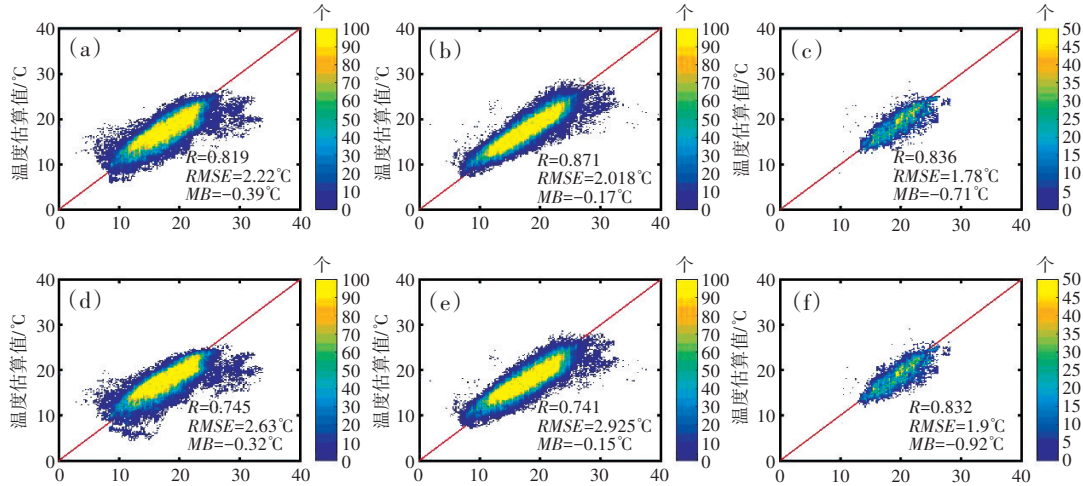 个 个 个
(a) (b) (c)
40 30 20 10 0
100 90 80 70 60 50 40 30 20 10 0
40 30 20 10 0
100 90 80 70 60 50 40 30 20 10 0
40 30 20 10 0
50 45 40 35 30 25 20 15 10 5 0
温度估算值/℃ 温度估算值/℃ 温度估算值/℃
R=0.819
RMSE=2.22℃
MB=-0.39℃
R=0.871
RMSE=2.018℃
MB=-0.17℃
R=0.836
RMSE=1.78℃
MB=-0.71℃
0 10 20 30 40 0 10 20 30 40 0 10 20 30 40
个 个 个
(d) (e) (f)
40 30 20 10 0
100 90 80 70 60 50 40 30 20 10 0
40 30 20 10 0
100 90 80 70 60 50 40 30 20 10 0
40 30 20 10 0
50 45 40 35 30 25 20 15 10 5 0
温度估算值/℃ 温度估算值/℃ 温度估算值/℃
R=0.745
RMSE=2.63℃
MB=-0.32℃
R=0.741
RMSE=2.925℃
MB=-0.15℃
R=0.832
RMSE=1.9℃
MB=-0.92℃
0 10 20 30 40 0 10 20 30 40 0 10 20 30 40